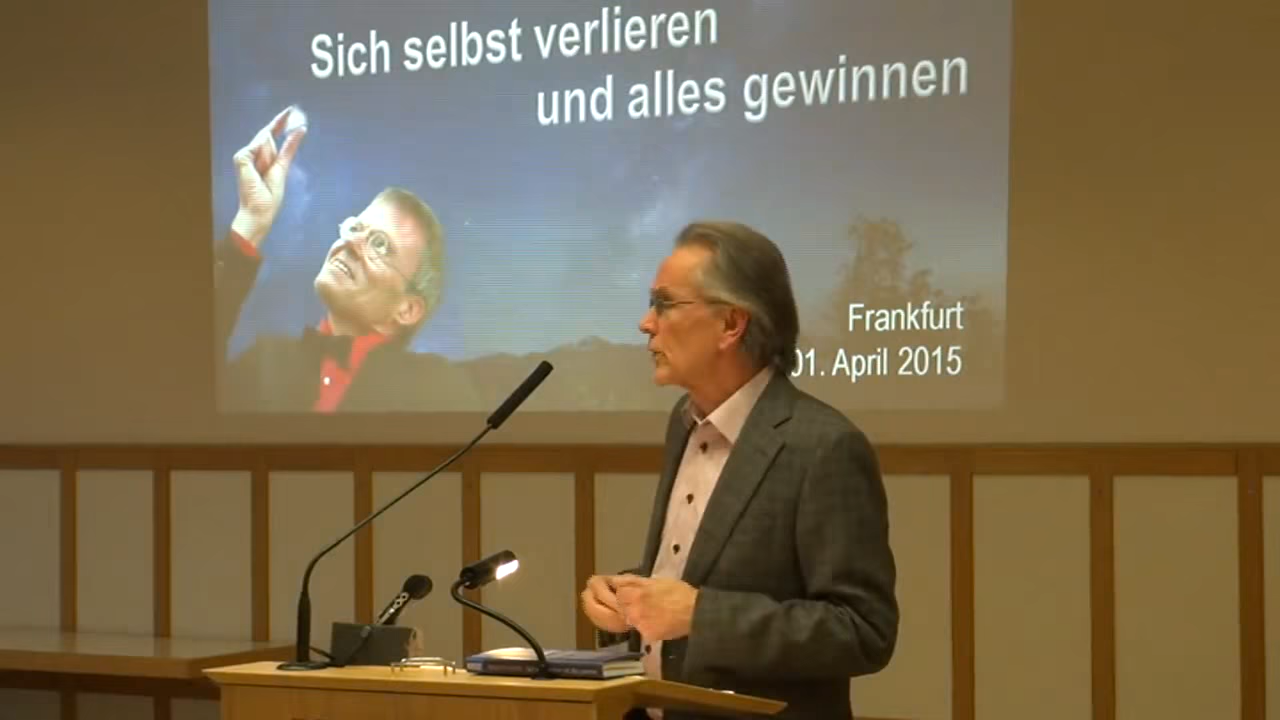 Sich selbst verlieren
und alles gewinnen
Frankfurt
01. April 2015